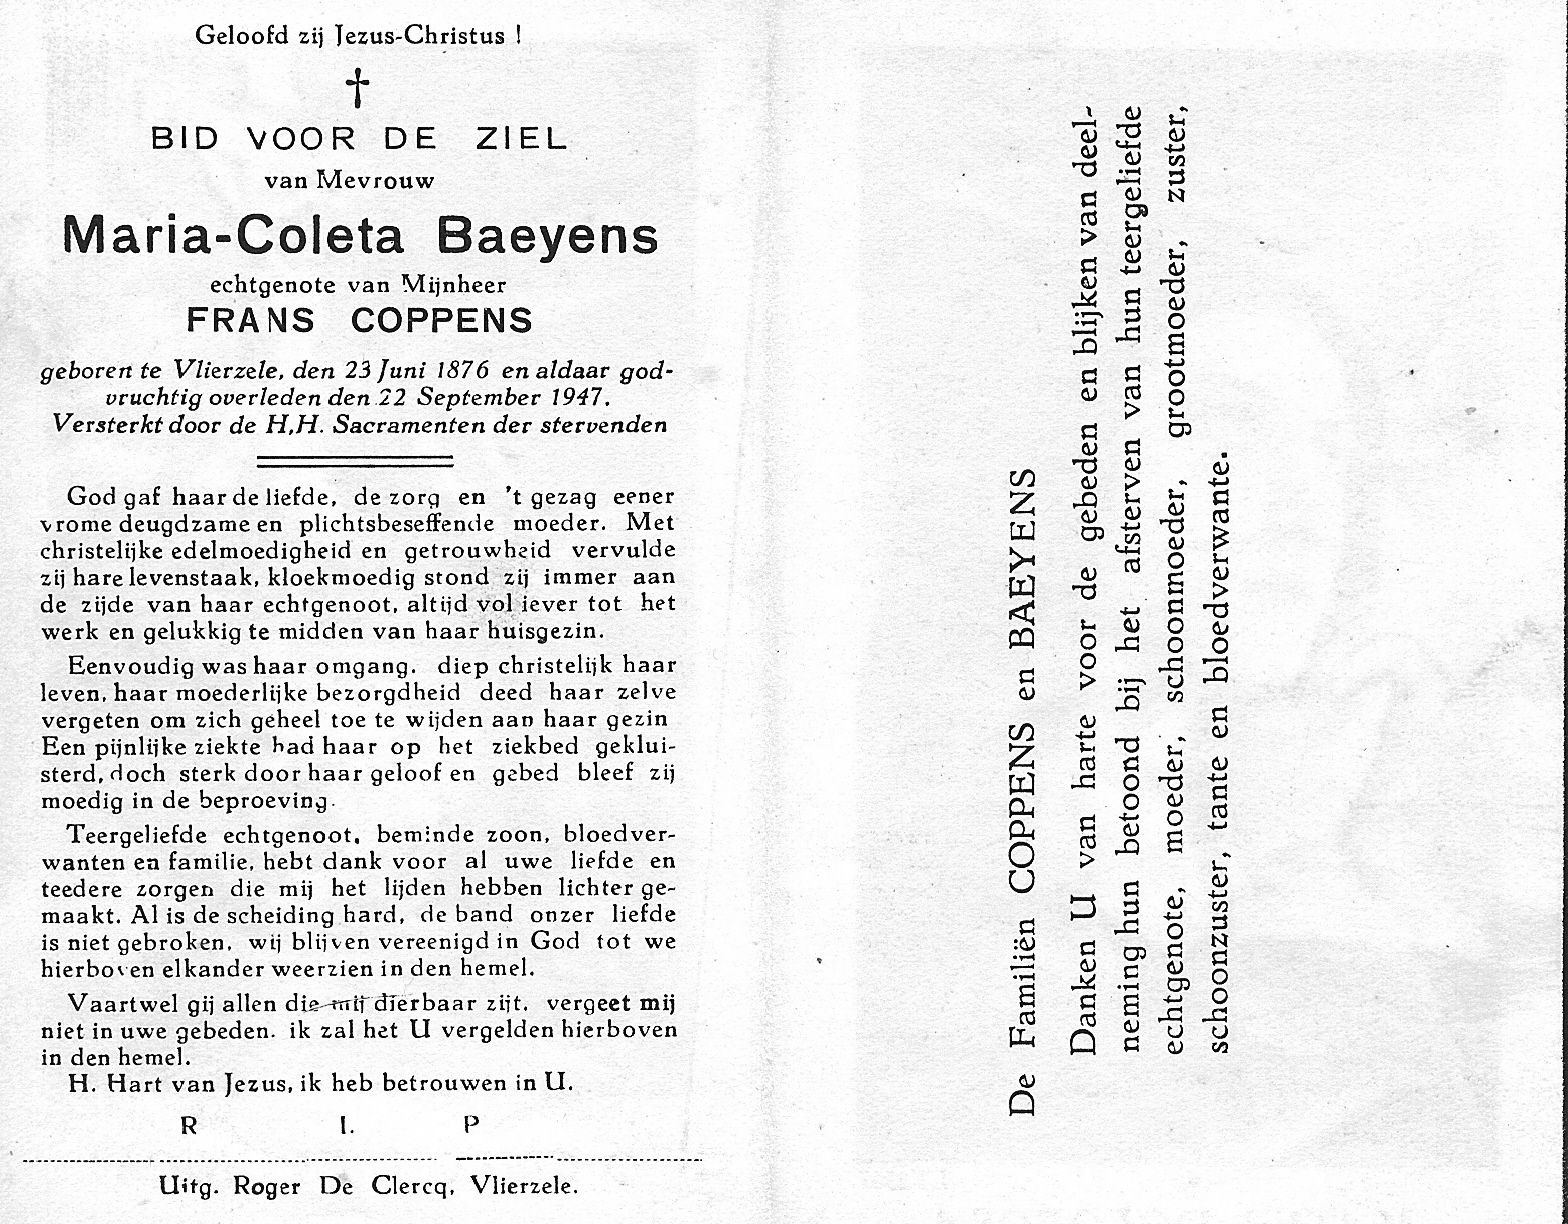 Geloofd zij Jezus-Christus !
BID VOOR DE ZIEL
van Mevrouw
Maria-Coleta Baeyens
echtgenote van Mijnheer
FRANS COPPENS
geboren te Vlierzele, den 23 Juni 1876 en aldaar god-
vruchtig overleden den 22 September 1947.
Versterkt door de H.H. Sacramenten der stervenden
God gaf haar de liefde, de zorg en 't gezag eener
vrome deugdzame en plichtsbeseffende moeder. Met
christelijke edelmoedigheid en getrouwheid vervulde
zij hare levenstaak, kloekmoedig stond zij immer aan
de zijde van haar echtgenoot, altijd vol iever tot het
werk en gelukkig te midden van haar huisgezin.
Eenvoudig was haar omgang. diep christelijk haar
leven, haar moederlijke bezorgdheid deed haar zelve
vergeten om zich geheel toe te wijden aan haar gezin
Een pijnlijke ziekte had haar op het ziekbed geklui-
sterd, doch sterk door haar geloof en gebed bleef zij
moedig in de beproeving.
Teergeliefde echtgenoot, beminde zoon, bloedver-
wanten en familie, hebt dank voor al uwe liefde en
teedere zorgen die mij het lijden hebben lichter ge-
maakt. Al is de scheiding hard, de band onzer liefde
is niet gebroken, wij blijven vereenigd in God tot we
hierboven elkander weerzien in den hemel.
Vaartwel gij allen die mij dierbaar zijt. vergeet mij
niet in uwe gebeden. ik zal het U vergelden hierboven
in den hemel.
H. Hart van Jezus, ik heb betrouwen in U.
R I. P
Uitg. Roger De Clercq, Vlierzele.
De Familiën COPPENS en BAEYENS
Danken U van harte voor de gebeden en blijken van deel-
neming hun betoond bij het afsterven van hun teergeliefde
echtgenote, moeder, schoonmoeder, grootmoeder, zuster,
schoonzuster, tante en bloedverwante.